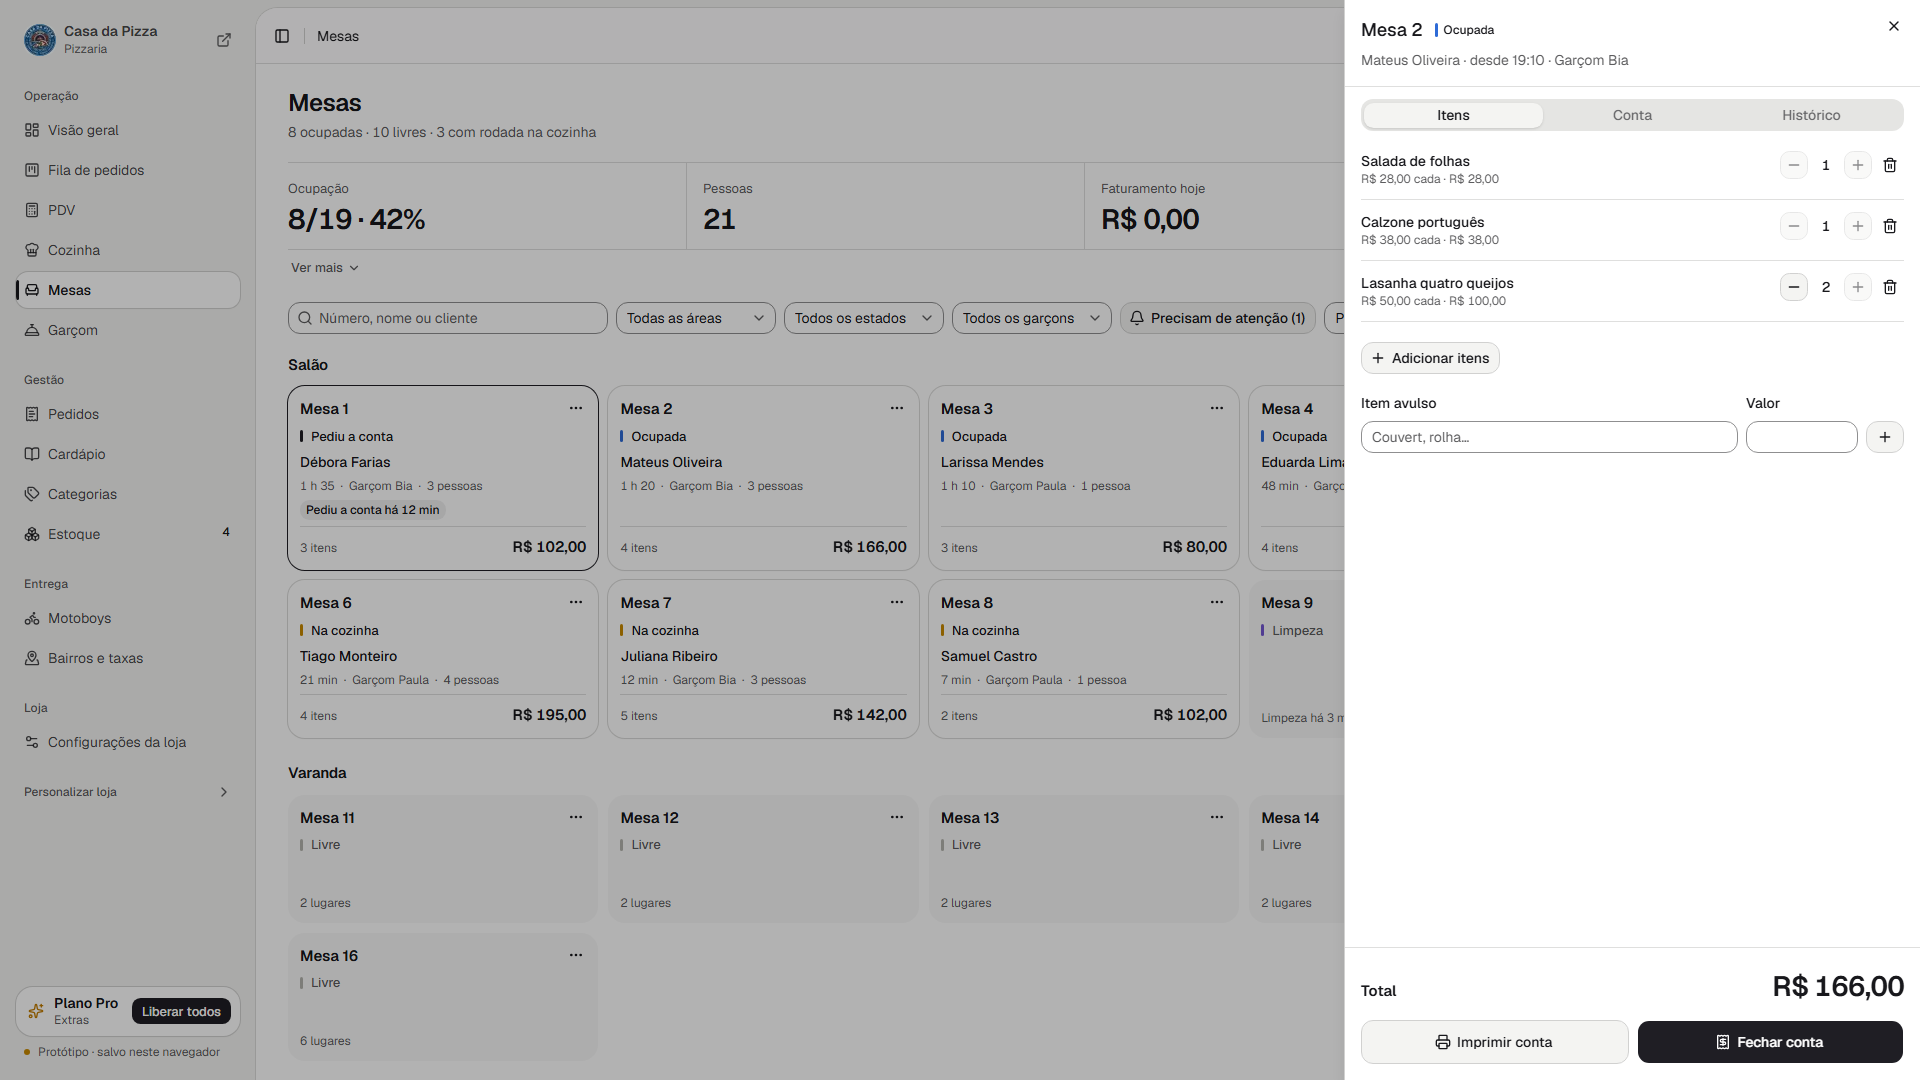 Casa da Pizza
Pizzaria
Operação
Visão geral
Fila de pedidos
PDV
Cozinha
Mesas
Garçom
Gestão
Pedidos
Cardápio
Categorias
Estoque 4
Entrega
Motoboys
Bairros e taxas
Loja
Configurações da loja
Personalizar loja
Plano Pro
Extras
Liberar todos
Protótipo · salvo neste navegador
Mesas
Mesas
8 ocupadas · 10 livres · 3 com rodada na cozinha
Ocupação
8/19 · 42%
Pessoas
21
Faturamento hoje
R$ 0,00
Ver mais
Número, nome ou cliente
Todas as áreas
Todos os estados
Todos os garçons
Precisam de atenção (1)
P
Salão
Mesa 1
Pediu a conta
Débora Farias
1 h 35 · Garçom Bia · 3 pessoas
Pediu a conta há 12 min
3 itens R$ 102,00
Mesa 2
Ocupada
Mateus Oliveira
1 h 20 · Garçom Bia · 3 pessoas
4 itens R$ 166,00
Mesa 3
Ocupada
Larissa Mendes
1 h 10 · Garçom Paula · 1 pessoa
3 itens R$ 80,00
Mesa 4
Ocupada
Eduarda Lima
48 min · Garço
4 itens
Mesa 6
Na cozinha
Tiago Monteiro
21 min · Garçom Paula · 4 pessoas
4 itens R$ 195,00
Mesa 7
Na cozinha
Juliana Ribeiro
12 min · Garçom Bia · 3 pessoas
5 itens R$ 142,00
Mesa 8
Na cozinha
Samuel Castro
7 min · Garçom Paula · 1 pessoa
2 itens R$ 102,00
Mesa 9
Limpeza
Limpeza há 3 m
Varanda
Mesa 11
Livre
2 lugares
Mesa 12
Livre
2 lugares
Mesa 13
Livre
2 lugares
Mesa 14
Livre
2 lugares
Mesa 16
Livre
6 lugares
Mesa 2 Ocupada
Mateus Oliveira · desde 19:10 · Garçom Bia
Itens Conta Histórico
Salada de folhas
R$ 28,00 cada · R$ 28,00
1
Calzone português
R$ 38,00 cada · R$ 38,00
1
Lasanha quatro queijos
R$ 50,00 cada · R$ 100,00
2
Adicionar itens
Item avulso Valor
Couvert, rolha...
Total R$ 166,00
Imprimir conta Fechar conta